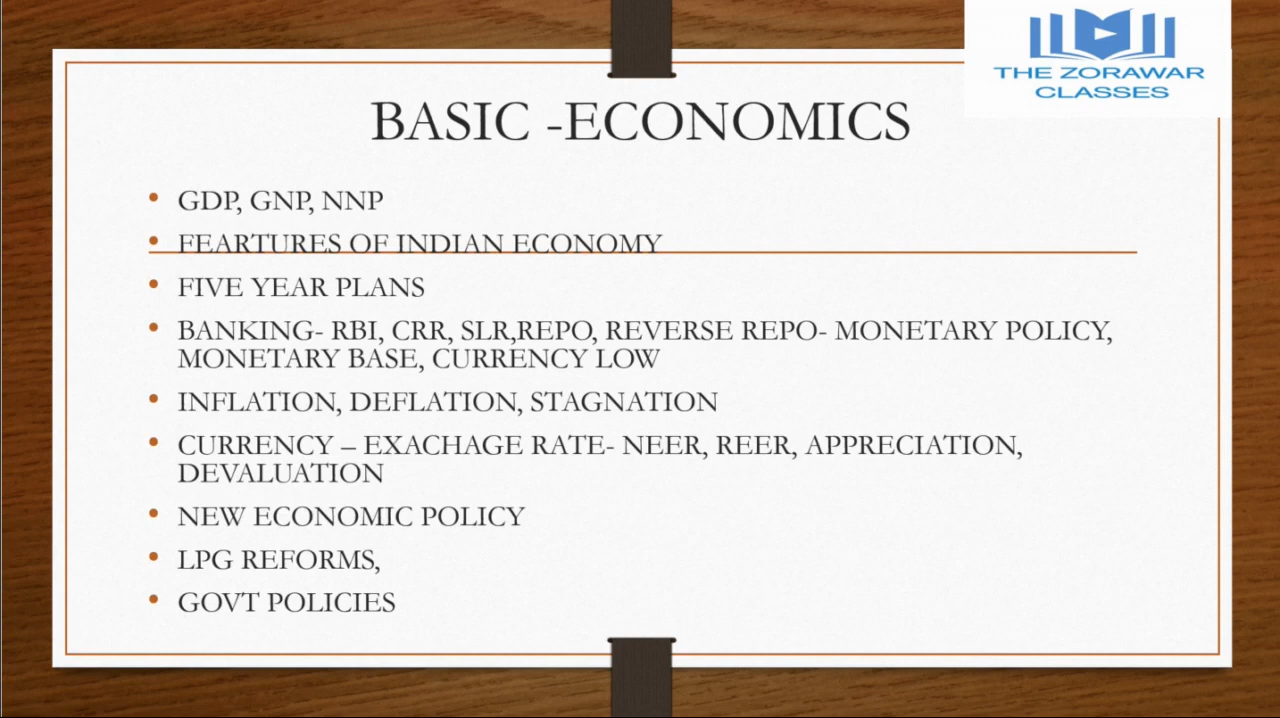 THE ZORAWAR
CLASSES
BASIC -ECONOMICS
• GDP, GNP, NNP
• FEARTURES OF INDIAN ECONOMY
• FIVE YEAR PLANS
• BANKING- RBI, CRR, SLR,REPO, REVERSE REPO- MONETARY POLICY,
MONETARY BASE, CURRENCY LOW
• INFLATION, DEFLATION, STAGNATION
• CURRENCY – EXACHAGE RATE- NEER, REER, APPRECIATION,
DEVALUATION
• NEW ECONOMIC POLICY
• LPG REFORMS,
• GOVT POLICIES